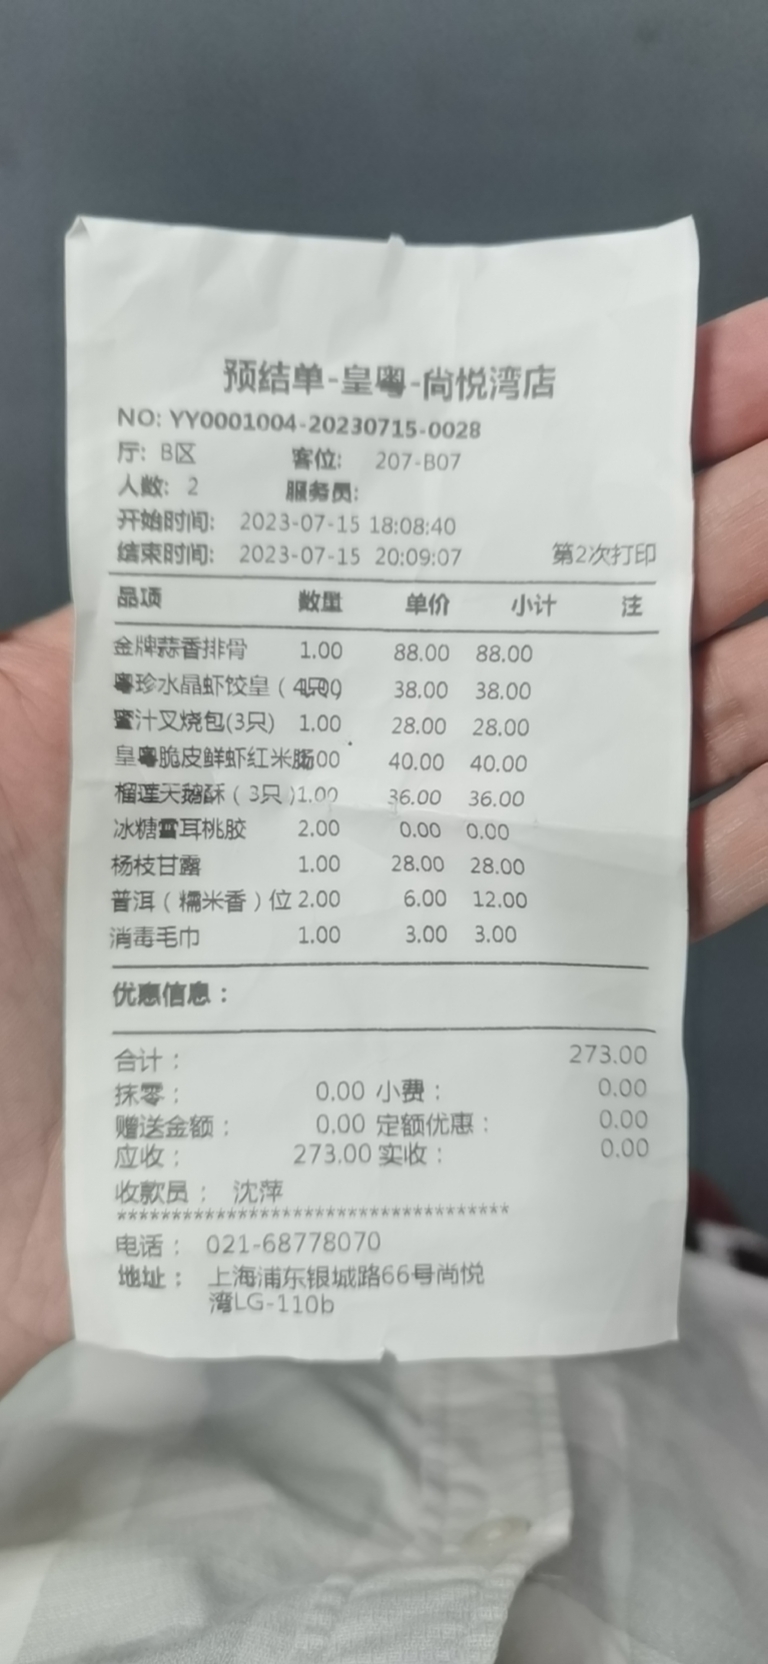 预结单-皇粤-尚悦湾店
NO: YY0001004-20230715-0028
厅: B区 客位: 207-B07
人数: 2 服务员:
开始时间: 2023-07-15 18:08:40
结束时间: 2023-07-15 20:09:07 第2次打印
品项 数量 单价 小计 注
金牌蒜香排骨 1.00 88.00 88.00
粤珍水晶虾饺皇（4只) 38.00 38.00
蜜汁叉烧包(3只) 1.00 28.00 28.00
皇粤脆皮鲜虾红米肠 40.00 40.00
榴莲天鹅酥（3只)1.00 36.00 36.00
冰糖雪耳桃胶 2.00 0.00 0.00
杨枝甘露 1.00 28.00 28.00
普洱（糯米香）位 2.00 6.00 12.00
消毒毛巾 1.00 3.00 3.00
优惠信息：
合计： 273.00
抹零： 0.00 小费： 0.00
赠送金额： 0.00 定额优惠： 0.00
应收： 273.00 实收： 0.00
收款员： 沈萍
************************************
电话： 021-68778070
地址： 上海浦东银城路66号尚悦
湾LG-110b